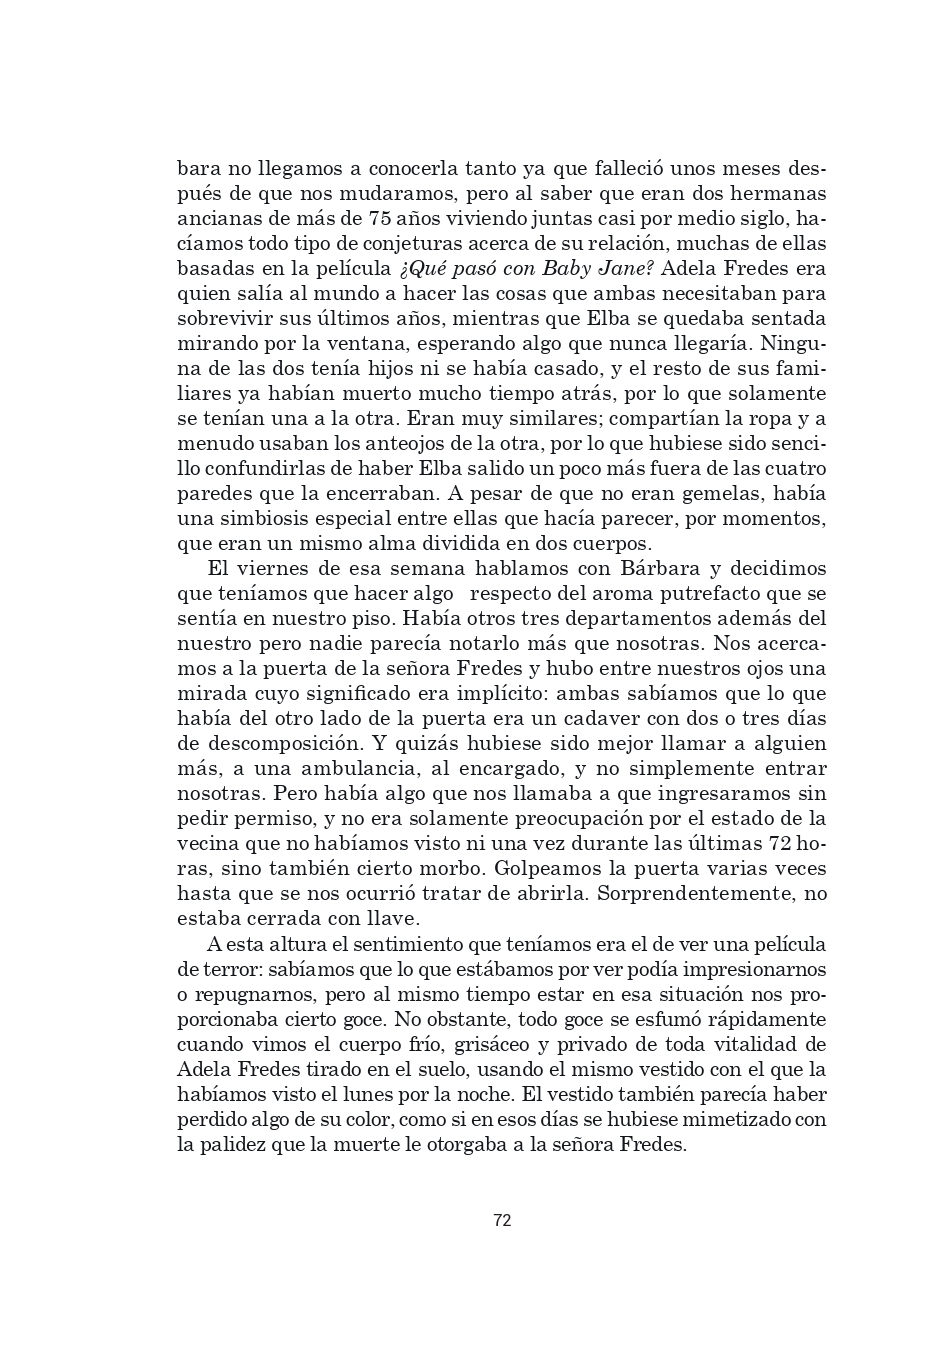 bara no llegamos a conocerla tanto ya que falleció unos meses des-
pués de que nos mudaramos, pero al saber que eran dos hermanas
ancianas de más de 75 años viviendo juntas casi por medio siglo, ha-
cíamos todo tipo de conjeturas acerca de su relación, muchas de ellas
basadas en la película ¿Qué pasó con Baby Jane? Adela Fredes era
quien salía al mundo a hacer las cosas que ambas necesitaban para
sobrevivir sus últimos años, mientras que Elba se quedaba sentada
mirando por la ventana, esperando algo que nunca llegaría. Ningu-
na de las dos tenía hijos ni se había casado, y el resto de sus fami-
liares ya habían muerto mucho tiempo atrás, por lo que solamente
se tenían una a la otra. Eran muy similares; compartían la ropa y a
menudo usaban los anteojos de la otra, por lo que hubiese sido senci-
llo confundirlas de haber Elba salido un poco más fuera de las cuatro
paredes que la encerraban. A pesar de que no eran gemelas, había
una simbiosis especial entre ellas que hacía parecer, por momentos,
que eran un mismo alma dividida en dos cuerpos.
El viernes de esa semana hablamos con Bárbara y decidimos
que teníamos que hacer algo respecto del aroma putrefacto que se
sentía en nuestro piso. Había otros tres departamentos además del
nuestro pero nadie parecía notarlo más que nosotras. Nos acerca-
mos a la puerta de la señora Fredes y hubo entre nuestros ojos una
mirada cuyo significado era implícito: ambas sabíamos que lo que
había del otro lado de la puerta era un cadaver con dos o tres días
de descomposición. Y quizás hubiese sido mejor llamar a alguien
más, a una ambulancia, al encargado, y no simplemente entrar
nosotras. Pero había algo que nos llamaba a que ingresaramos sin
pedir permiso, y no era solamente preocupación por el estado de la
vecina que no habíamos visto ni una vez durante las últimas 72 ho-
ras, sino también cierto morbo. Golpeamos la puerta varias veces
hasta que se nos ocurrió tratar de abrirla. Sorprendentemente, no
estaba cerrada con llave.
A esta altura el sentimiento que teníamos era el de ver una película
de terror: sabíamos que lo que estábamos por ver podía impresionarnos
o repugnarnos, pero al mismo tiempo estar en esa situación nos pro-
porcionaba cierto goce. No obstante, todo goce se esfumó rápidamente
cuando vimos el cuerpo frío, grisáceo y privado de toda vitalidad de
Adela Fredes tirado en el suelo, usando el mismo vestido con el que la
habíamos visto el lunes por la noche. El vestido también parecía haber
perdido algo de su color, como si en esos días se hubiese mimetizado con
la palidez que la muerte le otorgaba a la señora Fredes.
72